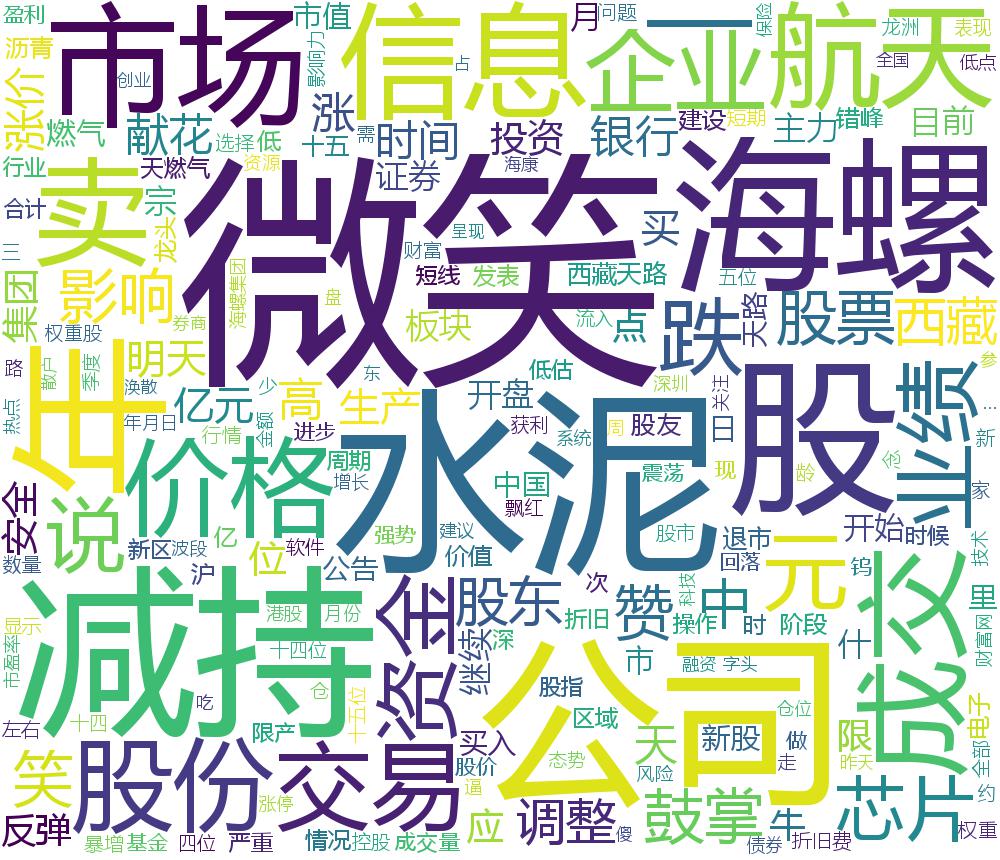 盈利
市场
创业
市值
影响力
信息
占
月
问题
企业
保险
航天
龙洲
表现
全国
低点
沥青
涨价
燃气
献花
选择
低
涨
十五
需
时间
投资
银行
建设
短期
主力
错峰
目前
行业
天燃气
资源
证券
海康
海螺
卖
宗
合计
龙头
三
微笑
呈现
财富
买
五位
集团
影响
海螺集团
盘
短线
发表
西藏天路
天路
股票
西藏
权重股
券商
板块
流入
点
跌
路
散户
季度
明天
低估
深圳
关注
参
热点
涣散
少
东
任
亿元
高
生产
开盘
股
业绩
…
年月日
行情
金额
进步
获利
股友
日
新
价格
周期
水泥
系统
周
增长
中国
震荡
现
龄
念
家
安全
说
飘红
强势
建议
股市
退市
开始
时候
数量
新区
波段
亿
软件
沪
位
公告
价值
回落
钨
技术
减持
港股
月份
资金
股东
次
科技
赞
中
元
成交
里
显示
折旧
操作
时
阶段
市盈率
十四位
继续
深
什
财富网
仓
公司
市
融资
字头
吃
股指
仓位
左右
十四
十五位
限产
区域
天
新股
做
限
电子
笑
股份
交易
买入
态势
走
昨天
全部
股价
风险
芯片
涨停
逼
约
反弹
应
调整
鼓掌
牛
暴增
基金
四位
严重
情况
控股
成交量
傻
债券
折旧费
权重